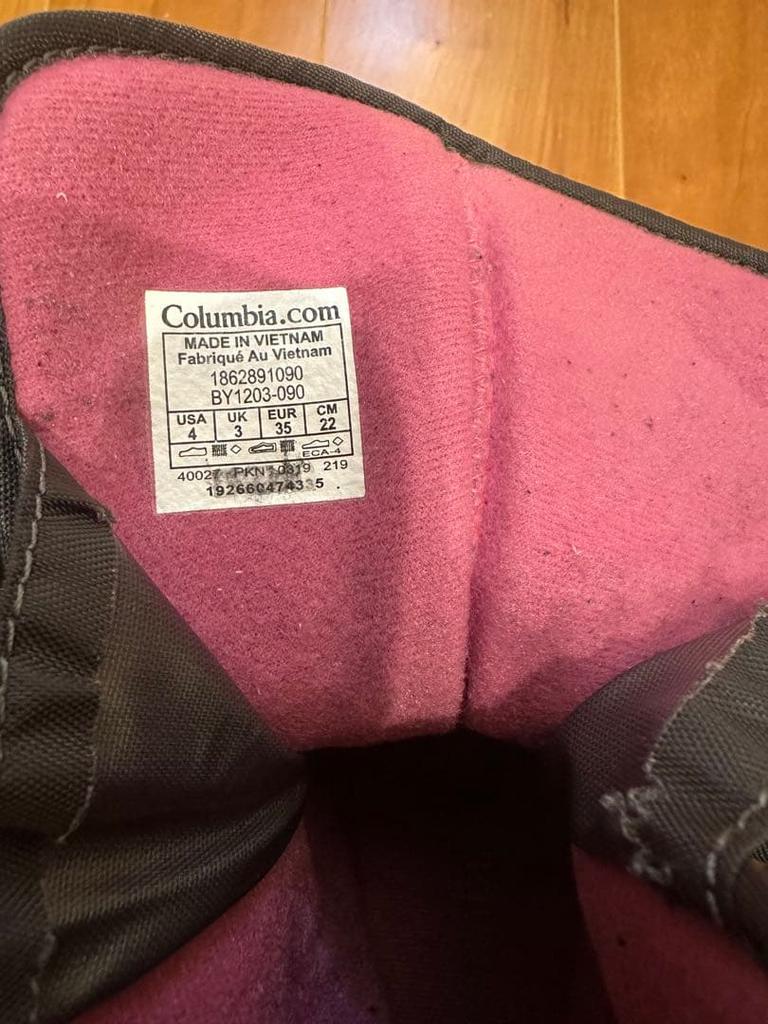 Columbia.com
MADE IN VIETNAM
Fabriqué Au Vietnam
1862891090
BY1203-090
USA UK EUR CM
4 3 35 22
ECA-4
219